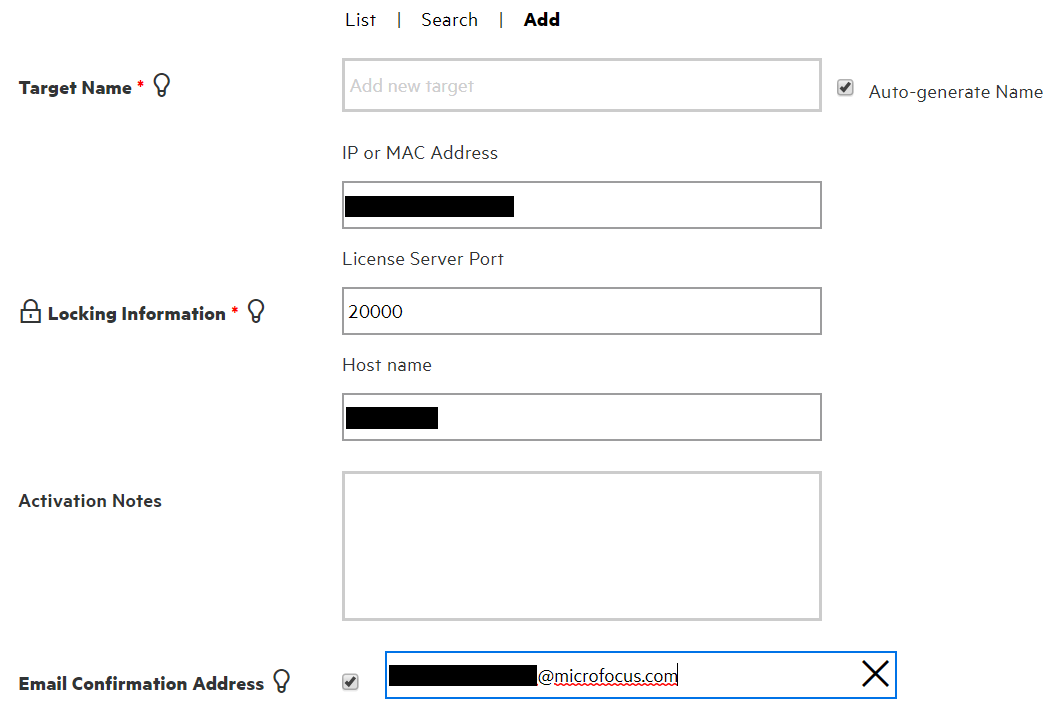 List | Search | Add
Target Name *
Add new target
Auto-generate Name
IP or MAC Address
License Server Port
Locking Information *
20000
Host name
Activation Notes
Email Confirmation Address
@microfocus.com